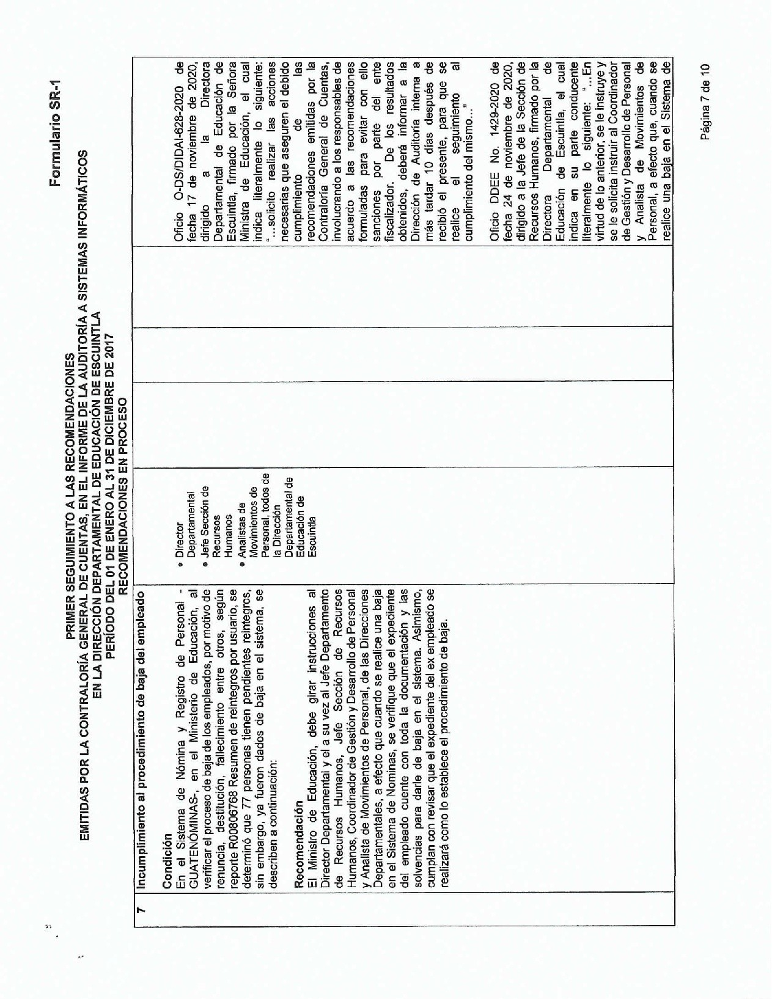 Formulario SR-1
PRIMER SEGUIMIENTO A LAS RECOMENDACIONES
EMITIDAS POR LA CONTRALORÍA GENERAL DE CUENTAS, EN EL INFORME DE LA AUDITORÍA A SISTEMAS INFORMÁTICOS
EN LA DIRECCIÓN DEPARTAMENTAL DE EDUCACIÓN DE ESCUINTLA
PERÍODO DEL 01 DE ENERO AL 31 DE DICIEMBRE DE 2017
RECOMENDACIONES EN PROCESO
7
Incumplimiento al procedimiento de baja del empleado
Condición
En el Sistema de Nómina y Registro de Personal -
GUATENÓMINAS-, en el Ministerio de Educación, al
verificar el proceso de baja de los empleados, por motivo de
renuncia, destitución, fallecimiento entre otros, según
reporte R00806768 Resumen de reintegros por usuario, se
determinó que 77 personas tienen pendientes reintegros,
sin embargo, ya fueron dados de baja en el sistema, se
describen a continuación:
Recomendación
El Ministro de Educación, debe girar instrucciones al
Director Departamental y el a su vez al Jefe Departamento
de Recursos Humanos, Jefe Sección de Recursos
Humanos, Coordinador de Gestión y Desarrollo de Personal
y Analista de Movimientos de Personal, de las Direcciones
Departamentales, a efecto que cuando se realice una baja
en el Sistema de Nominas, se verifique que el expediente
del empleado cuente con toda la documentación y las
solvencias para darle de baja en el sistema. Asimismo,
cumplan con revisar que el expediente del ex empleado se
realizará como lo establece el procedimiento de baja.
• Director
Departamental
• Jefe Sección de
Recursos
Humanos
• Analistas de
Movimientos de
Personal, todos de
la Dirección
Departamental de
Educación de
Escuintla
Oficio O-DS/DIDAI-628-2020 de
fecha 17 de noviembre de 2020,
dirigido a la Directora
Departamental de Educación de
Escuintla, firmado por la Señora
Ministra de Educación, el cual
indica literalmente lo siguiente:
“...solicito realizar las acciones
necesarias que aseguren el debido
cumplimiento de las
recomendaciones emitidas por la
Contraloría General de Cuentas,
involucrando a los responsables de
acuerdo a las recomendaciones
formuladas para evitar con ello
sanciones por parte del ente
fiscalizador. De los resultados
obtenidos, deberá informar a la
Dirección de Auditoría interna a
más tardar 10 días después de
recibió el presente, para que se
realice el seguimiento al
cumplimiento del mismo...”
Oficio DDEE No. 1429-2020 de
fecha 24 de noviembre de 2020,
dirigido a la Jefe de la Sección de
Recursos Humanos, firmado por la
Directora Departamental de
Educación de Escuintla, el cual
indica en su parte conducente
literalmente lo siguiente: “...En
virtud de lo anterior, se le instruye y
se le solicita instruir al Coordinador
de Gestión y Desarrollo de Personal
y Analista de Movimientos de
Personal, a efecto que, cuando se
realice una baja en el Sistema de
Página 7 de 10